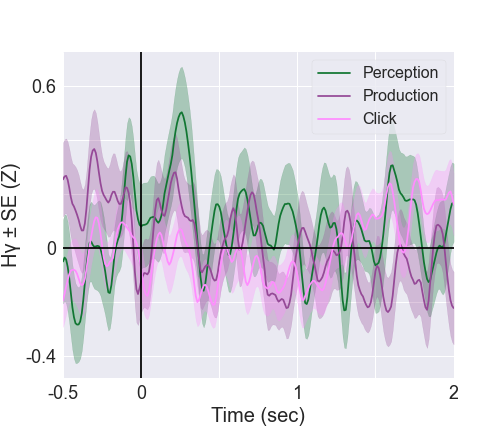 Perception
Production
Click
Hγ ± SE (Z)
0.6
0
-0.4
-0.5
0
1
2
Time (sec)